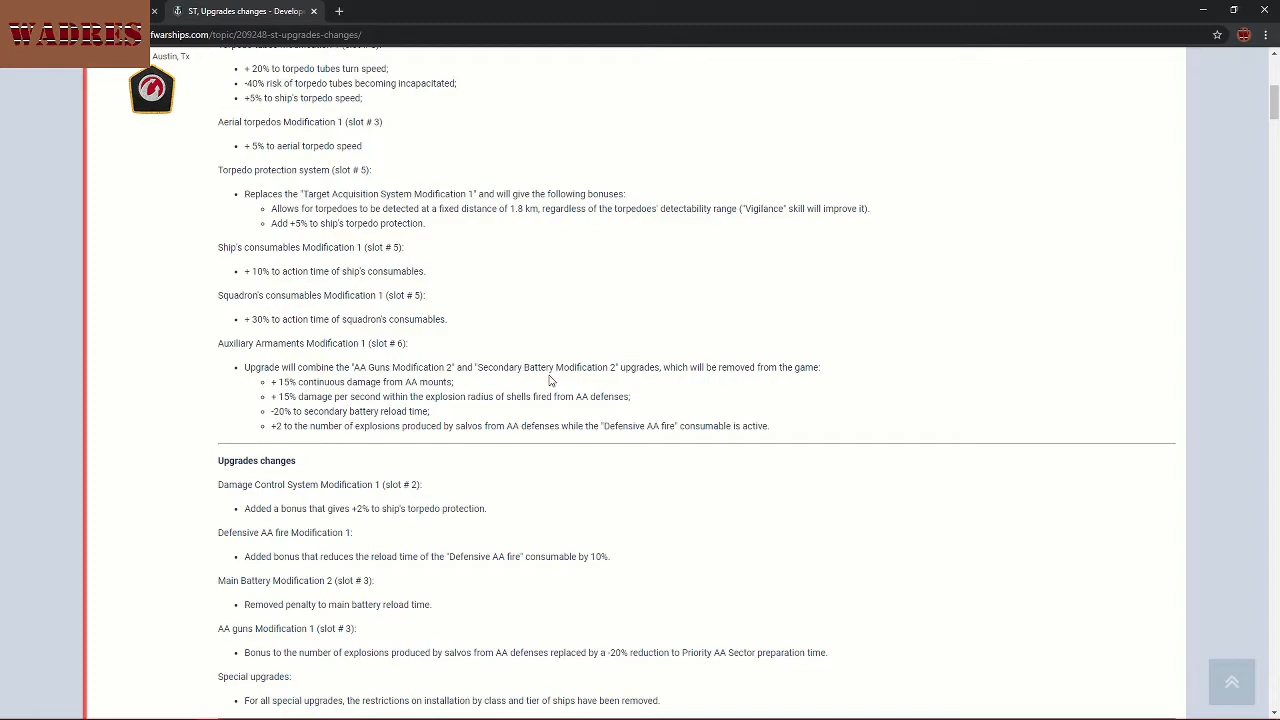 WADRES
ST, Upgrades changes - Develo
fwarships.com/topic/209248-st-upgrades-changes/
Austin, Tx
+ 20% to torpedo tubes turn speed;
-40% risk of torpedo tubes becoming incapacitated;
+5% to ship's torpedo speed;
Aerial torpedos Modification 1 (slot # 3)
+ 5% to aerial torpedo speed
Torpedo protection system (slot # 5):
Replaces the "Target Acquisition System Modification 1" and will give the following bonuses:
Allows for torpedoes to be detected at a fixed distance of 1.8 km, regardless of the torpedoes' detectability range ("Vigilance" skill will improve it).
Add +5% to ship's torpedo protection.
Ship's consumables Modification 1 (slot # 5):
+ 10% to action time of ship's consumables.
Squadron's consumables Modification 1 (slot # 5):
+ 30% to action time of squadron's consumables.
Auxiliary Armaments Modification 1 (slot # 6):
Upgrade will combine the "AA Guns Modification 2" and "Secondary Battery Modification 2" upgrades, which will be removed from the game:
+ 15% continuous damage from AA mounts;
+ 15% damage per second within the explosion radius of shells fired from AA defenses;
-20% to secondary battery reload time;
+2 to the number of explosions produced by salvos from AA defenses while the "Defensive AA fire" consumable is active.
Upgrades changes
Damage Control System Modification 1 (slot # 2):
Added a bonus that gives +2% to ship's torpedo protection.
Defensive AA fire Modification 1:
Added bonus that reduces the reload time of the "Defensive AA fire" consumable by 10%.
Main Battery Modification 2 (slot # 3):
Removed penalty to main battery reload time.
AA guns Modification 1 (slot # 3):
Bonus to the number of explosions produced by salvos from AA defenses replaced by a -20% reduction to Priority AA Sector preparation time.
Special upgrades:
For all special upgrades, the restrictions on installation by class and tier of ships have been removed.